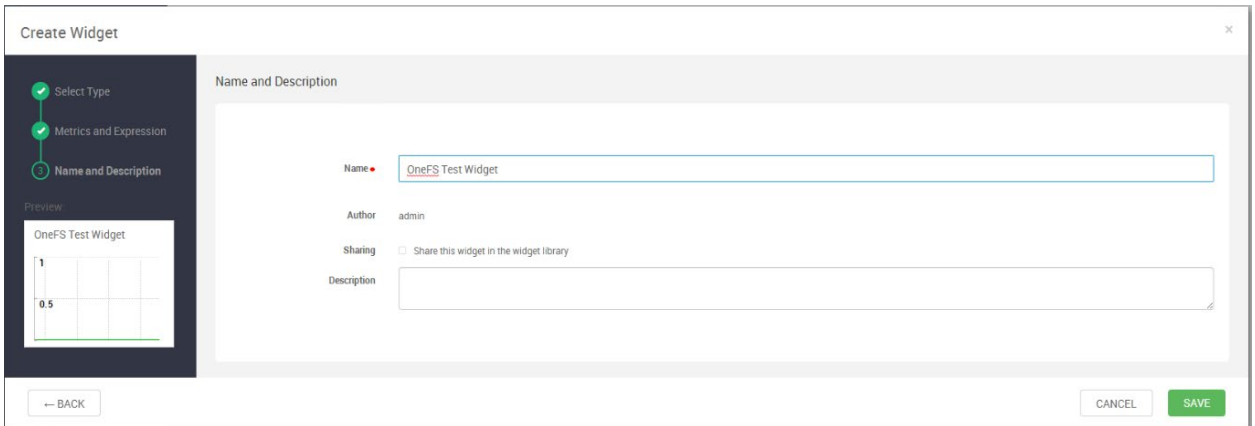 Create Widget
×
Select Type
Metrics and Expression
3 Name and Description
Preview:
OneFS Test Widget
1
0.5
Name and Description
Name •
OneFS Test Widget
Author admin
Sharing Share this widget in the widget library
Description
← BACK
CANCEL
SAVE